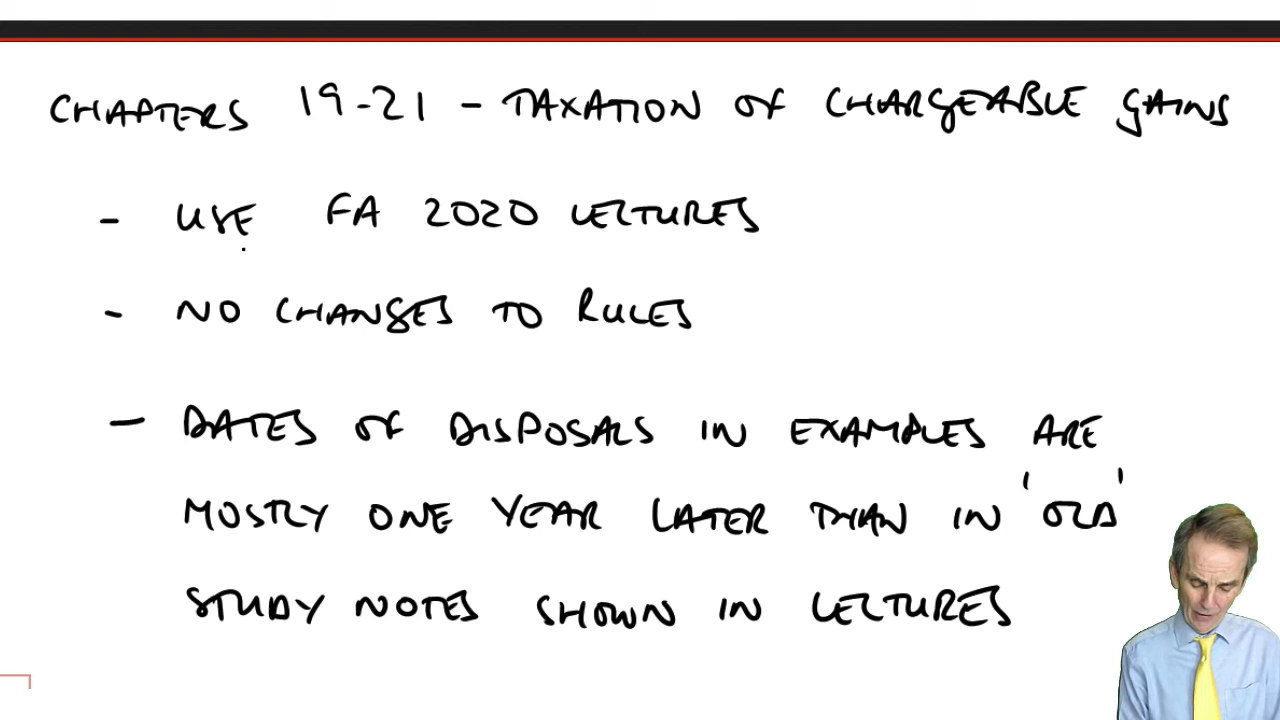 CHAPTERS 19-21 - TAXATION OF CHARGEABLE GAINS
- USE FA 2020 LECTURES
- NO CHANGES TO RULES
- DATES OF DISPOSALS IN EXAMPLES ARE
MOSTLY ONE YEAR LATER THAN IN 'OLD'
STUDY NOTES SHOWN IN LECTURES